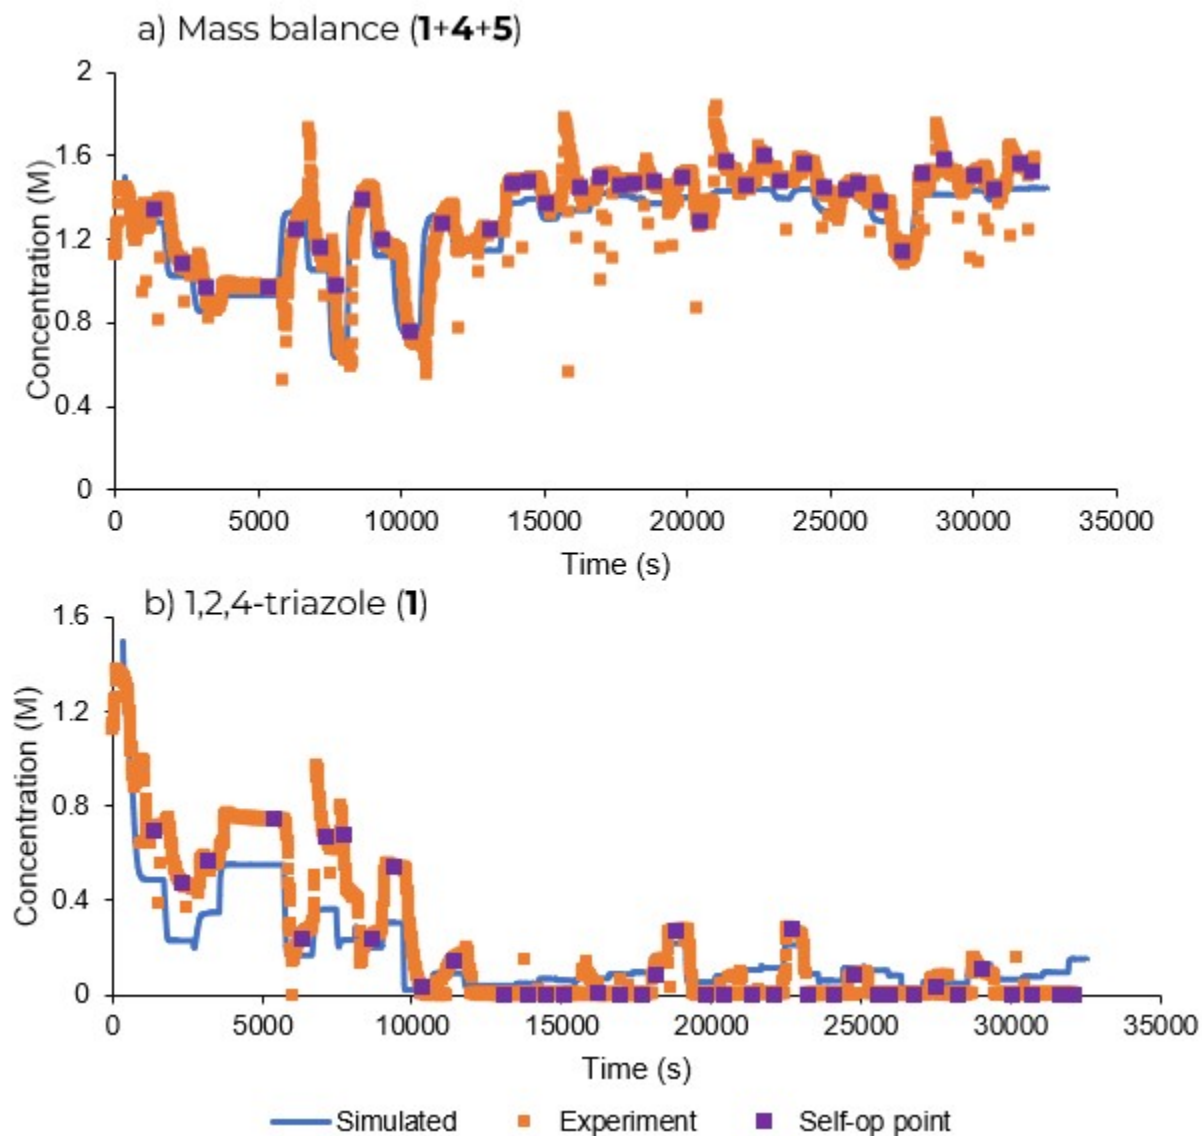 a) Mass balance (1+4+5)
2
1.6
1.2
0.8
0.4
0
Concentration (M)
0 5000 10000 15000 20000 25000 30000 35000
Time (s)
b) 1,2,4-triazole (1)
1.6
1.2
0.8
0.4
0
Concentration (M)
0 5000 10000 15000 20000 25000 30000 35000
Time (s)
Simulated Experiment Self-op point